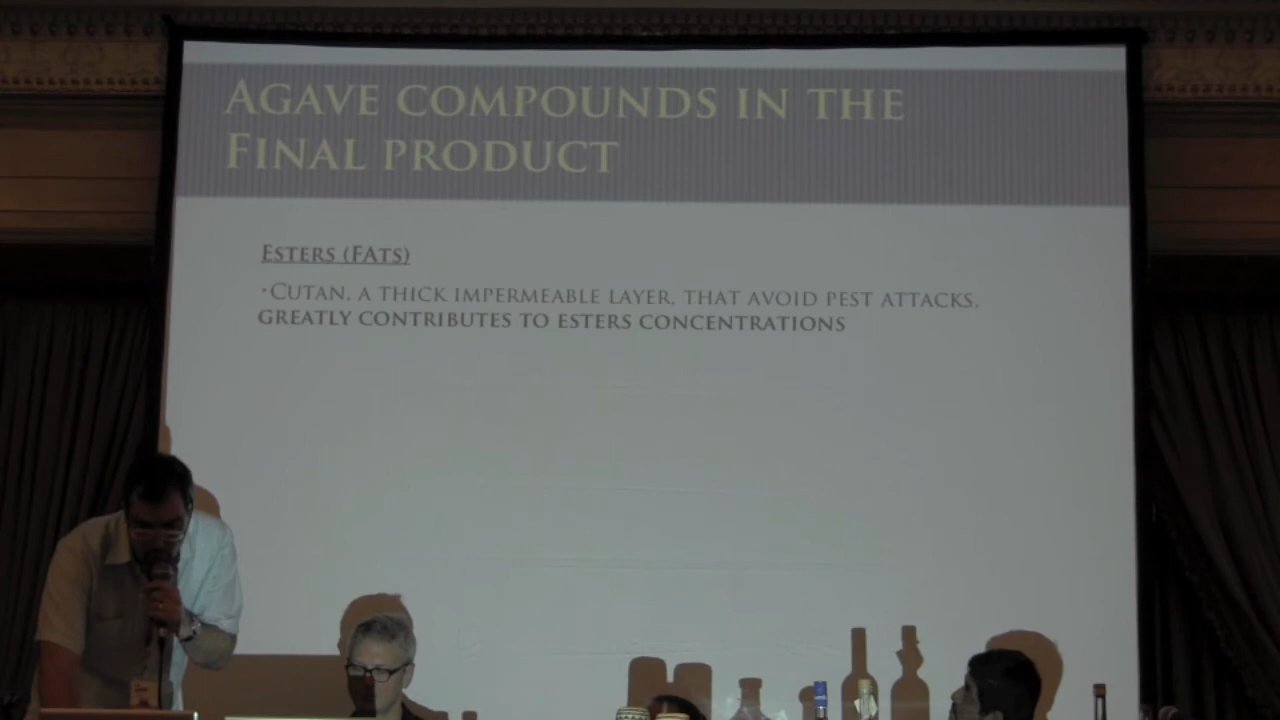 Agave compounds in the
Final product
Esters (FAts)
•Cutan, a thick impermeable layer, that avoid pest attacks,
greatly contributes to esters concentrations